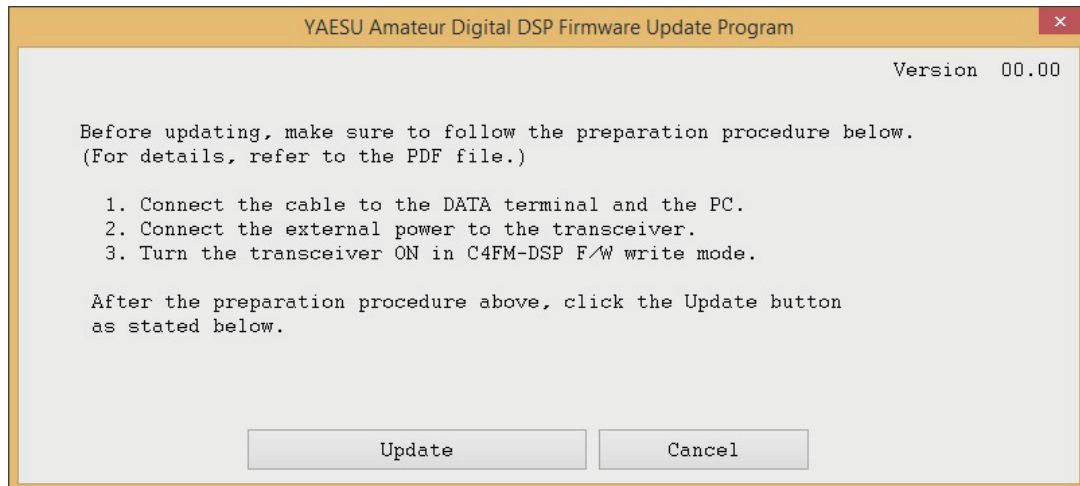 YAESU Amateur Digital DSP Firmware Update Program
Version 00.00
Before updating, make sure to follow the preparation procedure below.
(For details, refer to the PDF file.)
1. Connect the cable to the DATA terminal and the PC.
2. Connect the external power to the transceiver.
3. Turn the transceiver ON in C4FM-DSP F/W write mode.
After the preparation procedure above, click the Update button
as stated below.
Update Cancel